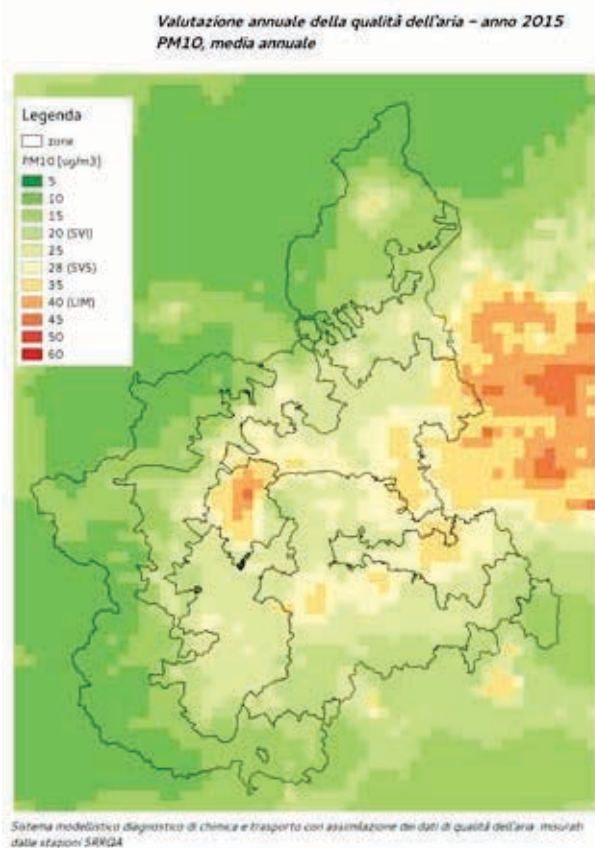 Valutazione annuale della qualità dell'aria – anno 2015
PM10, media annuale
Legenda
zone
PM10 [ug/m3]
5
10
15
20 (SVI)
25
28 (SVS)
35
40 (LIM)
45
50
60
Sistema modellistico diagnostico di chimica e trasporto con assimilazione dei dati di qualità dell'aria misurati
dalle stazioni SRRQA